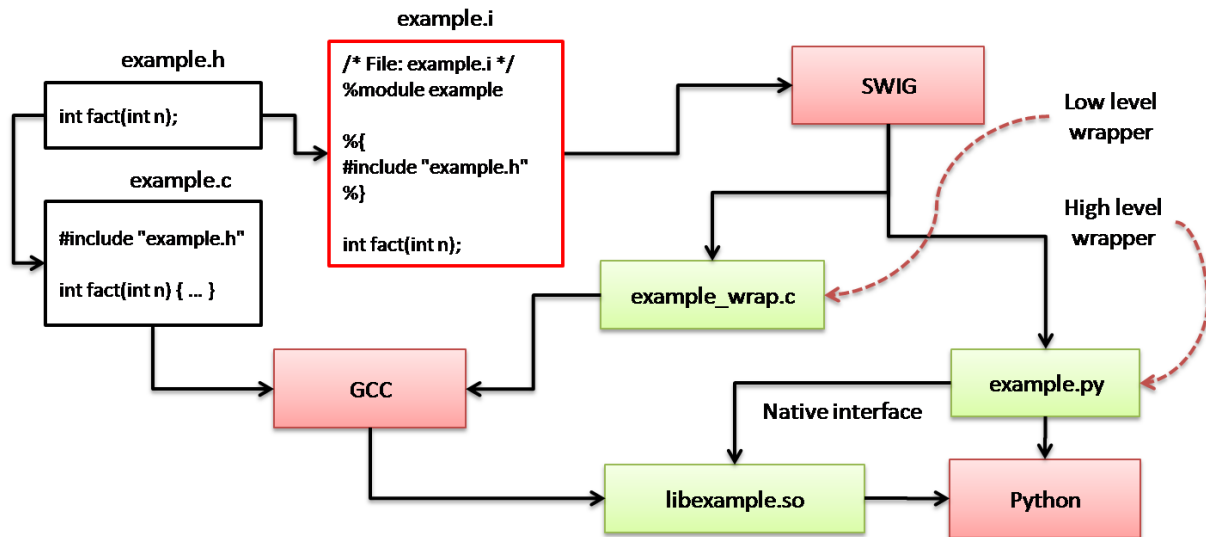 example.i
example.h
/* File: example.i */
%module example
%{
#include "example.h"
%}
int fact(int n);
int fact(int n);
example.c
#include "example.h"
int fact(int n) { ... }
SWIG
Low level
wrapper
High level
wrapper
example_wrap.c
GCC
example.py
Native interface
libexample.so
Python